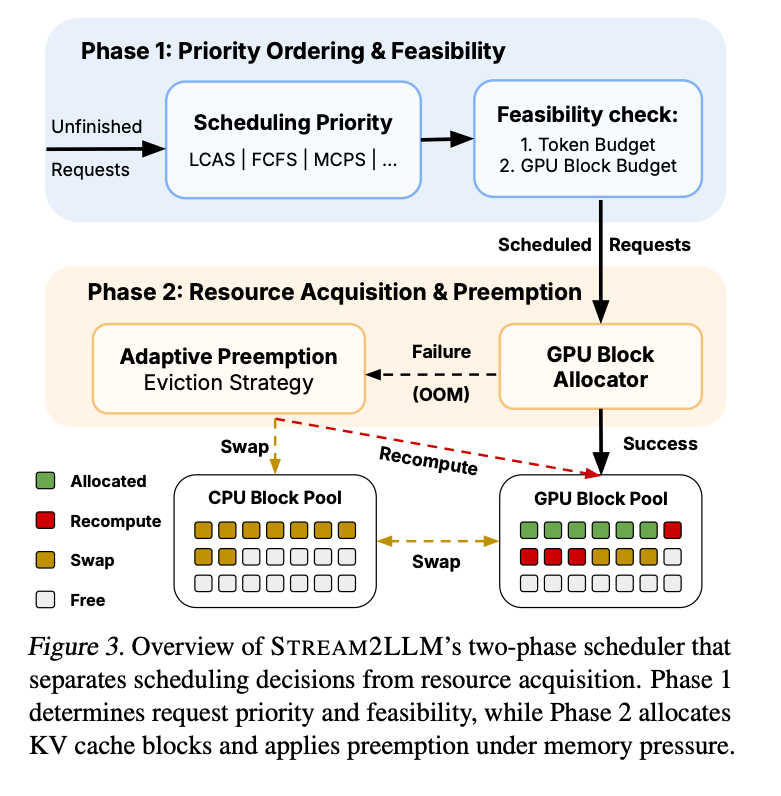 Phase 1: Priority Ordering & Feasibility
Unfinished
Requests
Scheduling Priority
LCAS | FCFS | MCPS | ...
Feasibility check:
1. Token Budget
2. GPU Block Budget
Scheduled Requests
Phase 2: Resource Acquisition & Preemption
Adaptive Preemption
Eviction Strategy
Failure
(OOM)
GPU Block
Allocator
Swap
Recompute
Success
Allocated
Recompute
Swap
Free
CPU Block Pool
Swap
GPU Block Pool
Figure 3. Overview of STREAM2LLM's two-phase scheduler that
separates scheduling decisions from resource acquisition. Phase 1
determines request priority and feasibility, while Phase 2 allocates
KV cache blocks and applies preemption under memory pressure.